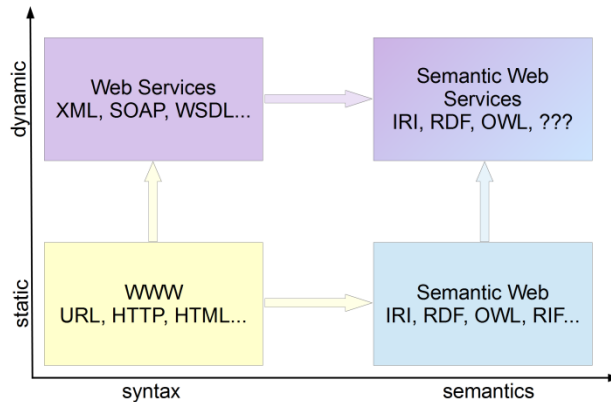 dynamic
Web Services
XML, SOAP, WSDL...
Semantic Web
Services
IRI, RDF, OWL, ???
static
WWW
URL, HTTP, HTML...
Semantic Web
IRI, RDF, OWL, RIF...
syntax
semantics